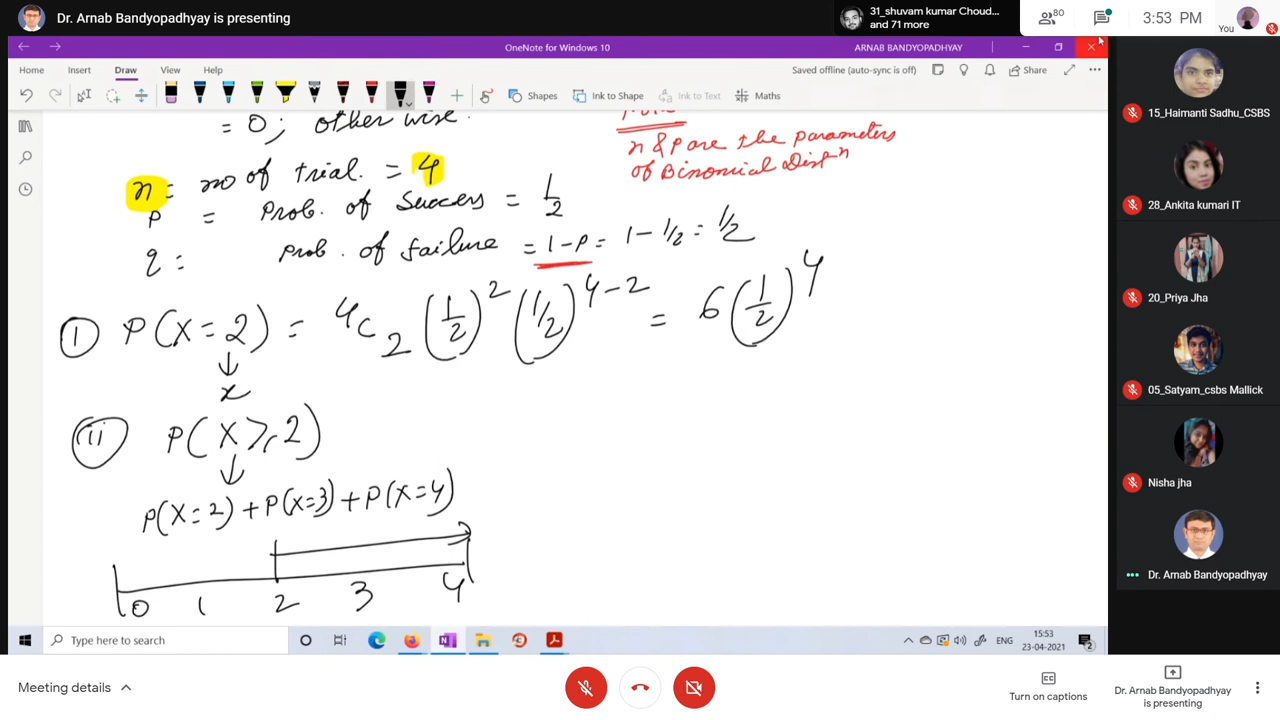 Dr. Arnab Bandyopadhyay is presenting
31_shuvam kumar Choud...
and 71 more
80
3:53 PM
You
OneNote for Windows 10
ARNAB BANDYOPADHYAY
Home Insert Draw View Help
Saved offline (auto-sync is off)
Share
Shapes
Ink to Shape
Ink to Text
Maths
= 0; otherwise.
n & p are the parameters
of Binomial Distⁿ
n = no of trial. = 4
p = Prob. of Success = 1/2
q = Prob. of failure = 1-p = 1 - 1/2 = 1/2
(i) P(X=2) = 4C2 (1/2)^2 (1/2)^4-2 = 6 (1/2)^4
↓
x
(ii) P(X ≥ 2)
↓
P(X=2) + P(X=3) + P(X=4)
0 1 2 3 4
Type here to search
ENG
15:53
23-04-2021
2
15_Haimanti Sadhu_CSBS
28_Ankita kumari IT
20_Priya Jha
05_Satyam_csbs Mallick
Nisha jha
Dr. Arnab Bandyopadhyay
Meeting details
Turn on captions
Dr. Arnab Bandyopadhyay
is presenting